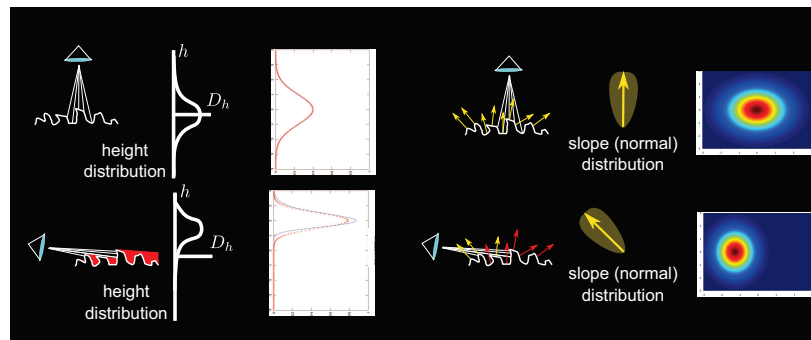 h
D_h
height
distribution
slope (normal)
distribution
h
D_h
height
distribution
slope (normal)
distribution